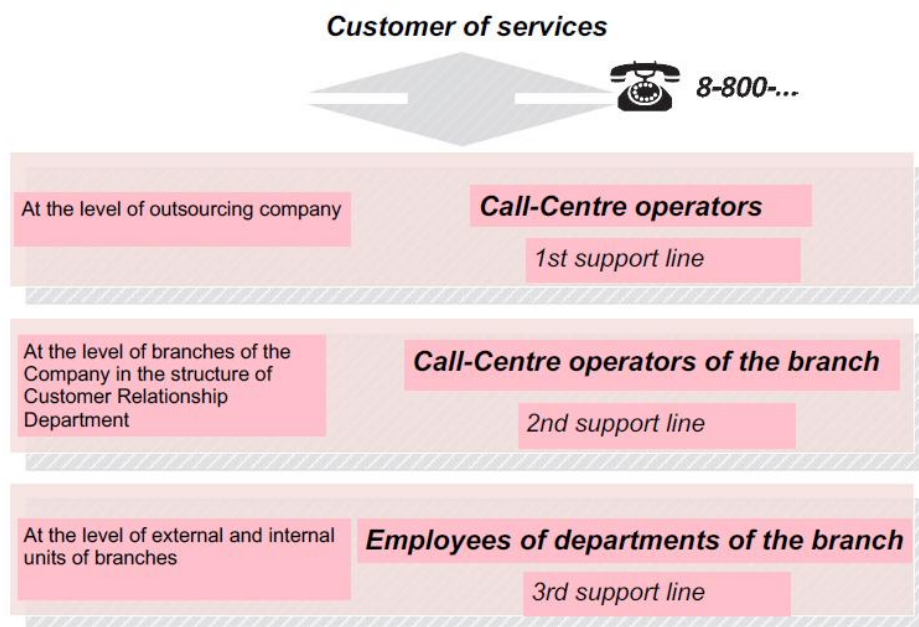 Customer of services
8-800-...
At the level of outsourcing company
Call-Centre operators
1st support line
At the level of branches of the
Company in the structure of
Customer Relationship
Department
Call-Centre operators of the branch
2nd support line
At the level of external and internal
units of branches
Employees of departments of the branch
3rd support line